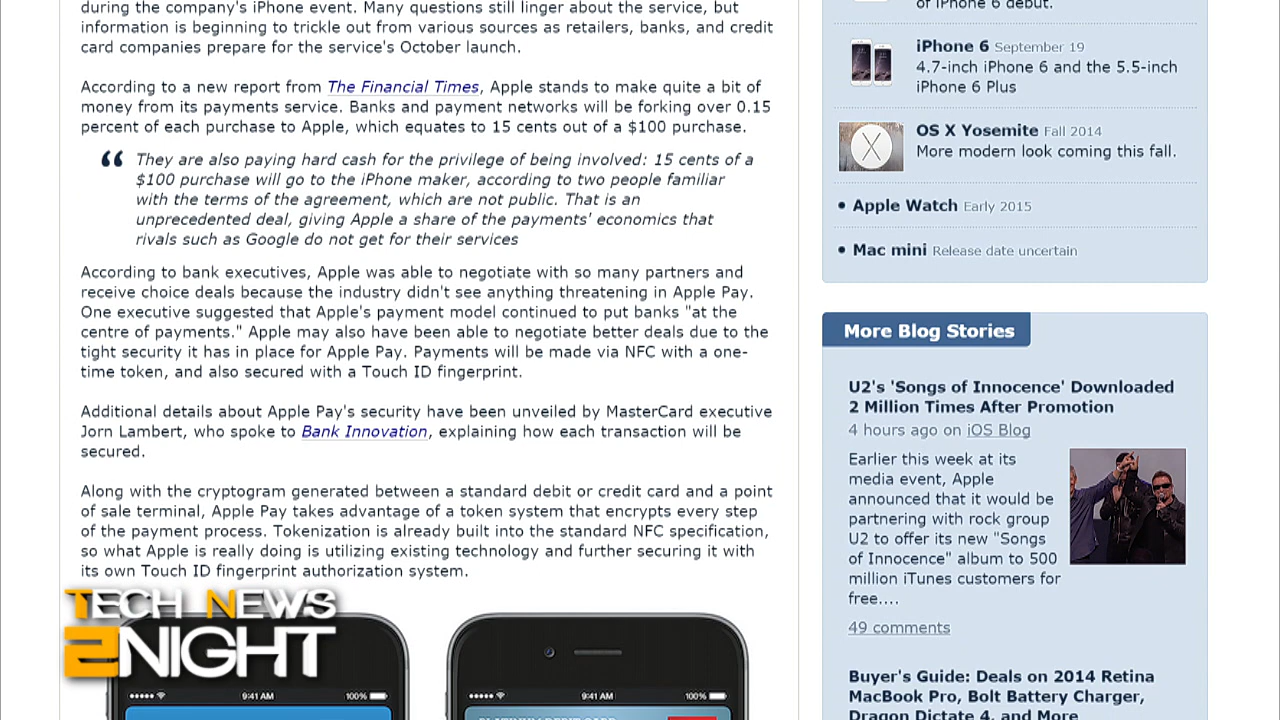 during the company's iPhone event. Many questions still linger about the service, but
information is beginning to trickle out from various sources as retailers, banks, and credit
card companies prepare for the service's October launch.
According to a new report from The Financial Times, Apple stands to make quite a bit of
money from its payments service. Banks and payment networks will be forking over 0.15
percent of each purchase to Apple, which equates to 15 cents out of a $100 purchase.
“ They are also paying hard cash for the privilege of being involved: 15 cents of a
$100 purchase will go to the iPhone maker, according to two people familiar
with the terms of the agreement, which are not public. That is an
unprecedented deal, giving Apple a share of the payments' economics that
rivals such as Google do not get for their services
According to bank executives, Apple was able to negotiate with so many partners and
receive choice deals because the industry didn't see anything threatening in Apple Pay.
One executive suggested that Apple's payment model continued to put banks "at the
centre of payments." Apple may also have been able to negotiate better deals due to the
tight security it has in place for Apple Pay. Payments will be made via NFC with a one-
time token, and also secured with a Touch ID fingerprint.
Additional details about Apple Pay's security have been unveiled by MasterCard executive
Jorn Lambert, who spoke to Bank Innovation, explaining how each transaction will be
secured.
Along with the cryptogram generated between a standard debit or credit card and a point
of sale terminal, Apple Pay takes advantage of a token system that encrypts every step
of the payment process. Tokenization is already built into the standard NFC specification,
so what Apple is really doing is utilizing existing technology and further securing it with
its own Touch ID fingerprint authorization system.
TECH NEWS
2NIGHT
9:41 AM 100%
9:41 AM 100%
of iPhone 6 debut.
iPhone 6 September 19
4.7-inch iPhone 6 and the 5.5-inch
iPhone 6 Plus
OS X Yosemite Fall 2014
More modern look coming this fall.
• Apple Watch Early 2015
• Mac mini Release date uncertain
More Blog Stories
U2's 'Songs of Innocence' Downloaded
2 Million Times After Promotion
4 hours ago on iOS Blog
Earlier this week at its
media event, Apple
announced that it would be
partnering with rock group
U2 to offer its new "Songs
of Innocence" album to 500
million iTunes customers for
free....
49 comments
Buyer's Guide: Deals on 2014 Retina
MacBook Pro, Bolt Battery Charger,
Dragon Dictate 4, and More